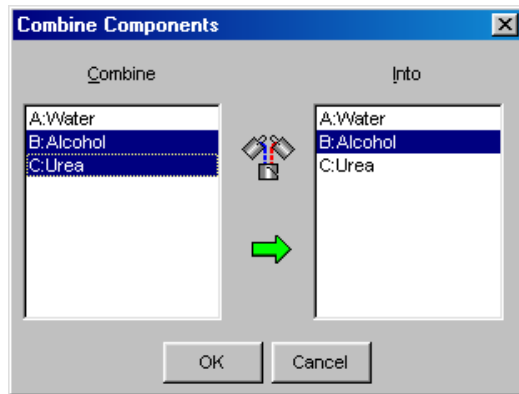 Combine Components
Combine
Into
A:Water
B:Alcohol
C:Urea
A:Water
B:Alcohol
C:Urea
OK
Cancel